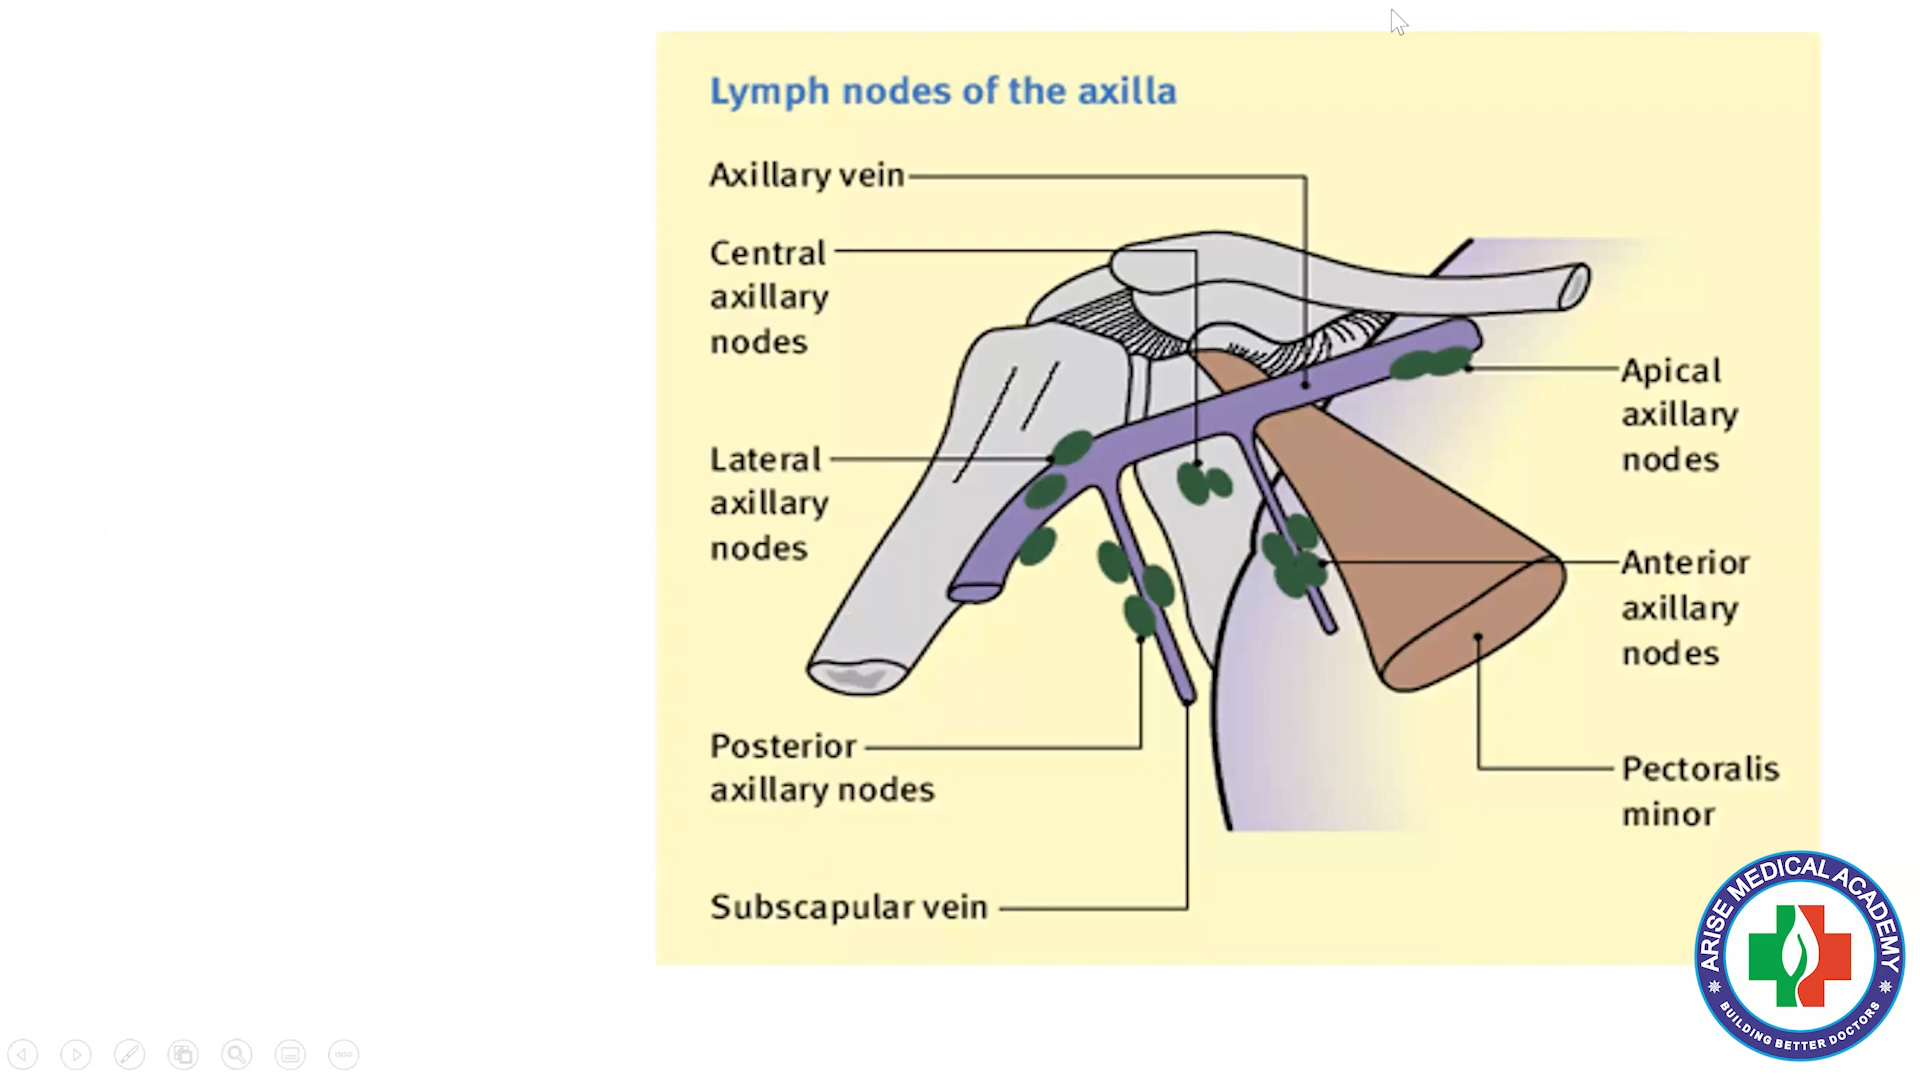 Lymph nodes of the axilla
Axillary vein
Central
axillary
nodes
Lateral
axillary
nodes
Posterior
axillary nodes
Subscapular vein
Apical
axillary
nodes
Anterior
axillary
nodes
Pectoralis
minor
ARISE MEDICAL ACADEMY
BUILDING BETTER DOCTORS